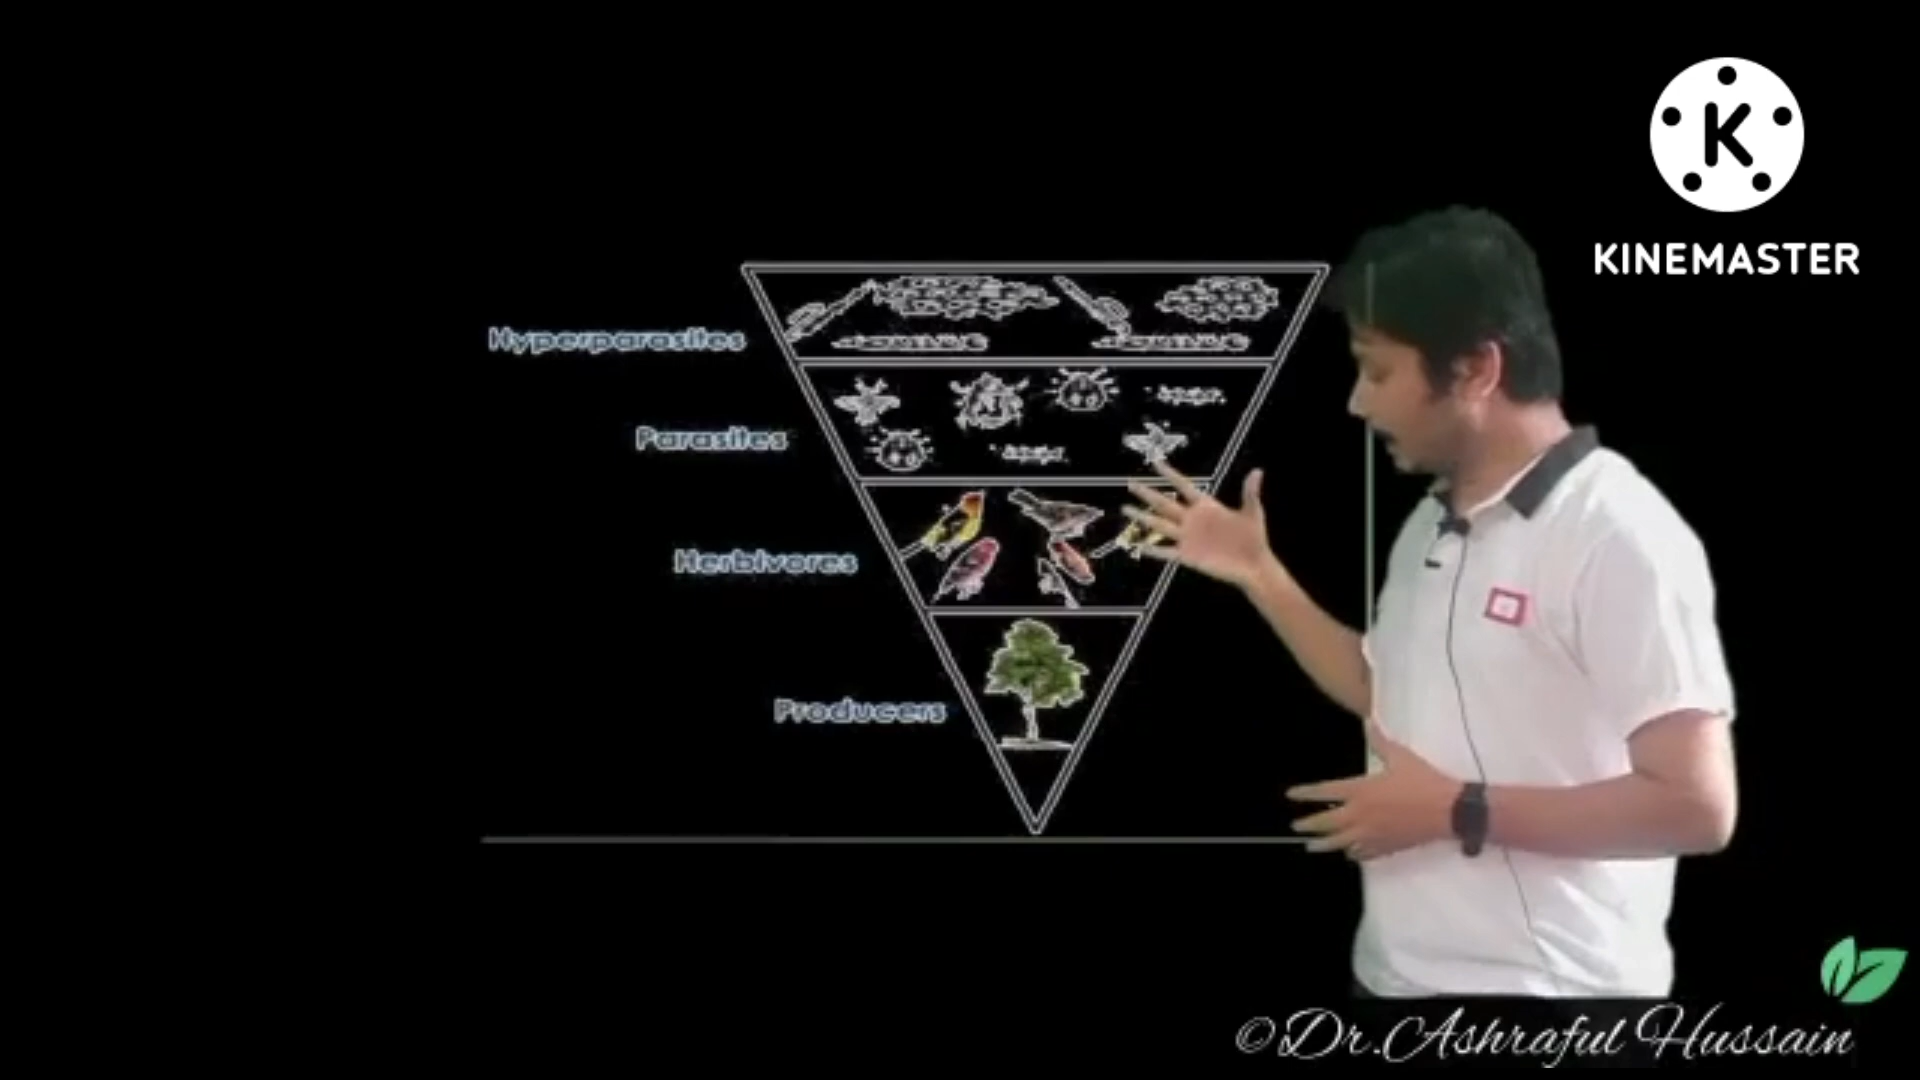 K
KINEMASTER
Hyperparasites
Parasites
Herbivores
Producers
©Dr.Ashraful Hussain